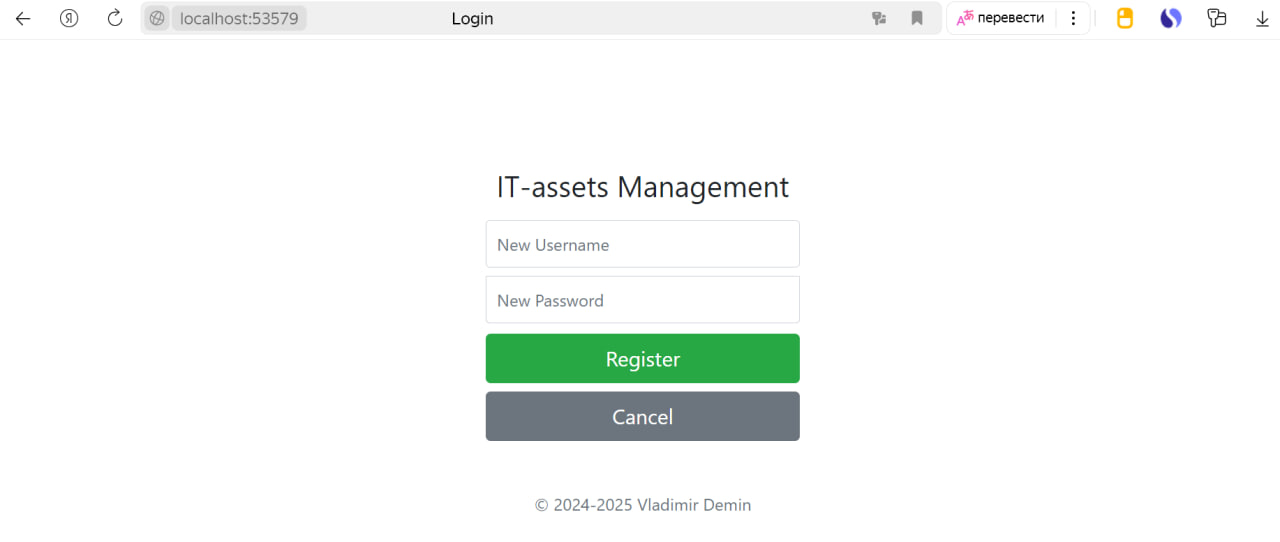 localhost:53579 Login перевести
IT-assets Management
New Username
New Password
Register
Cancel
© 2024-2025 Vladimir Demin